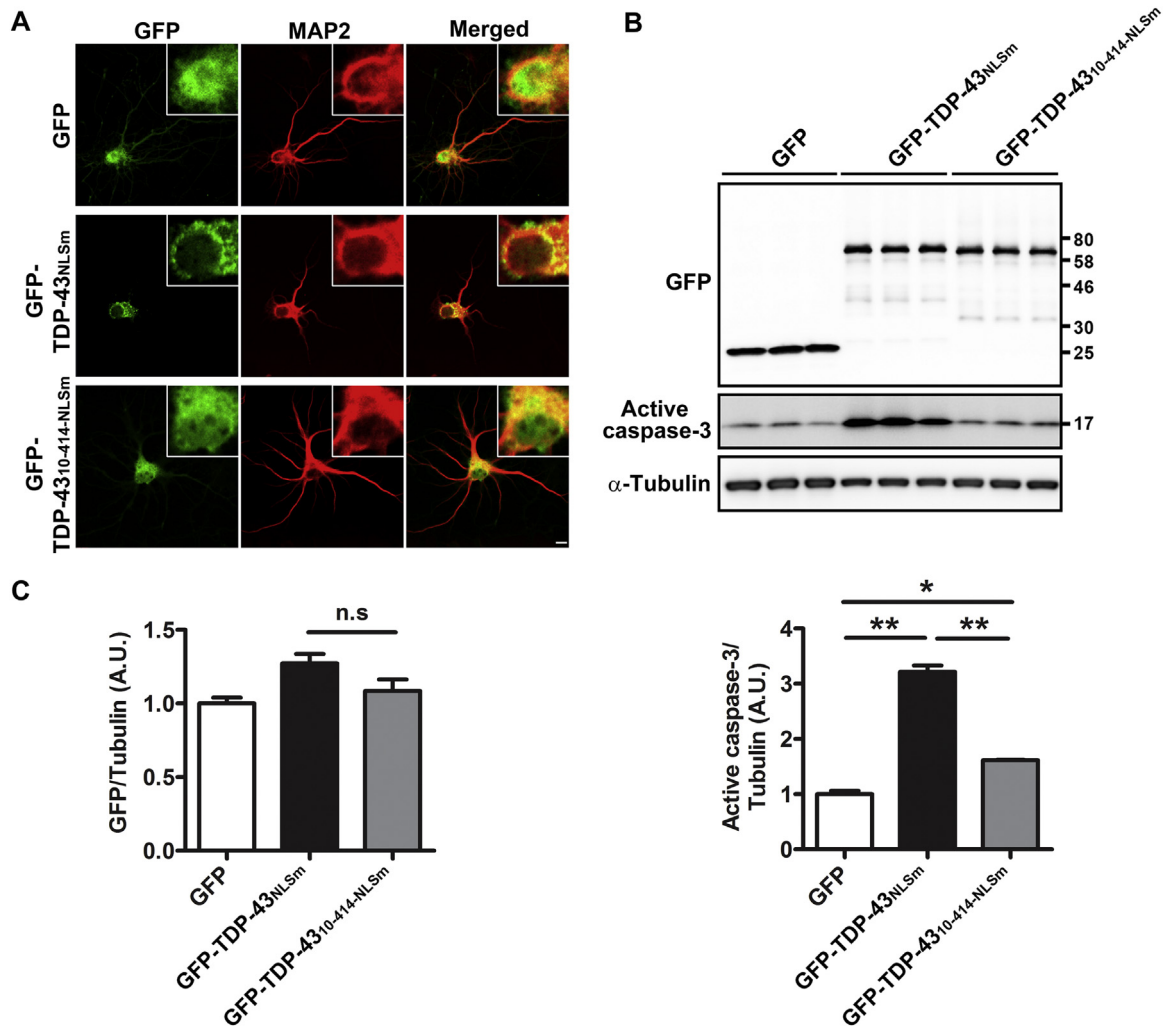 A
GFP
MAP2
Merged
GFP
GFP-
TDP-43NLSm
GFP-
TDP-4310-414-NLSm
B
GFP
GFP-TDP-43NLSm
GFP-TDP-4310-414-NLSm
GFP
80
58
46
30
25
Active
caspase-3
17
α-Tubulin
C
GFP/Tubulin (A.U.)
1.5
1.0
0.5
0.0
n.s
GFP
GFP-TDP-43NLSm
GFP-TDP-4310-414-NLSm
Active caspase-3/
Tubulin (A.U.)
4
3
2
1
0
*
** **
GFP
GFP-TDP-43NLSm
GFP-TDP-4310-414-NLSm